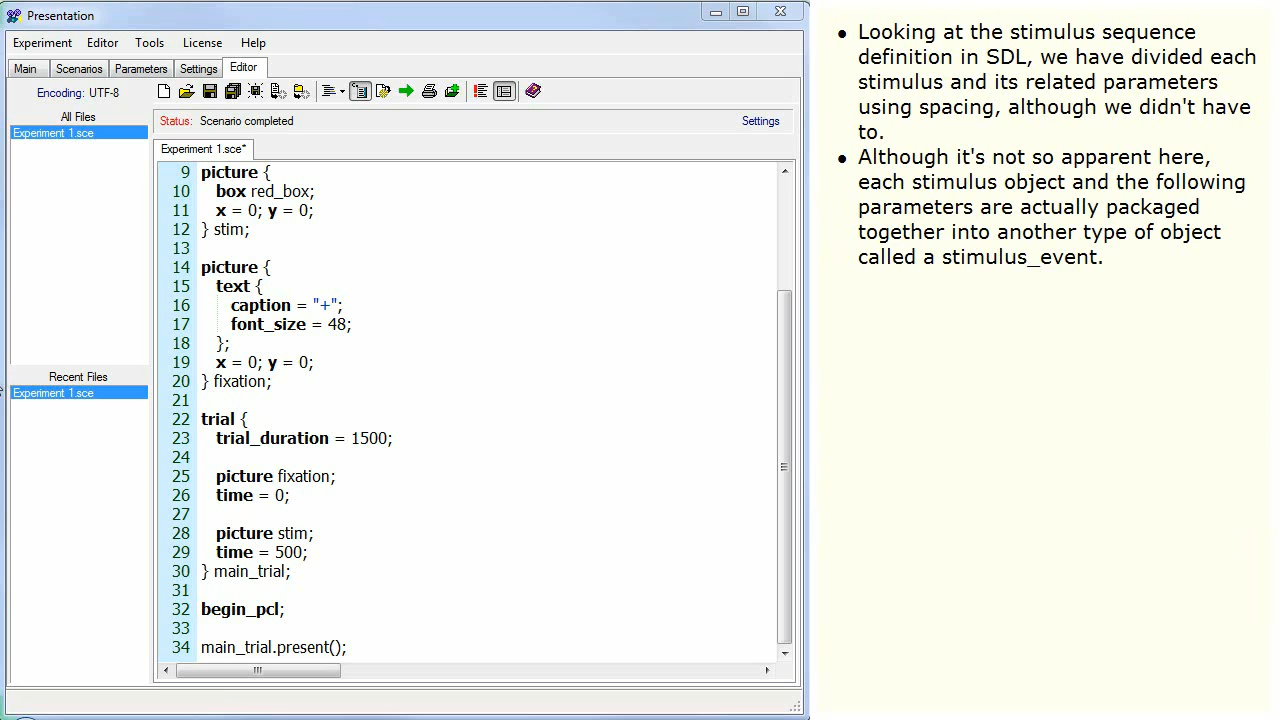 Presentation
Experiment Editor Tools License Help
Main Scenarios Parameters Settings Editor
Encoding: UTF-8
All Files
Experiment 1.sce
Recent Files
Experiment 1.sce
Status: Scenario completed Settings
Experiment 1.sce*
9 picture {
10 box red_box;
11 x = 0; y = 0;
12 } stim;
13
14 picture {
15 text {
16 caption = "+";
17 font_size = 48;
18 };
19 x = 0; y = 0;
20 } fixation;
21
22 trial {
23 trial_duration = 1500;
24
25 picture fixation;
26 time = 0;
27
28 picture stim;
29 time = 500;
30 } main_trial;
31
32 begin_pcl;
33
34 main_trial.present();
• Looking at the stimulus sequence
definition in SDL, we have divided each
stimulus and its related parameters
using spacing, although we didn't have
to.
• Although it's not so apparent here,
each stimulus object and the following
parameters are actually packaged
together into another type of object
called a stimulus_event.